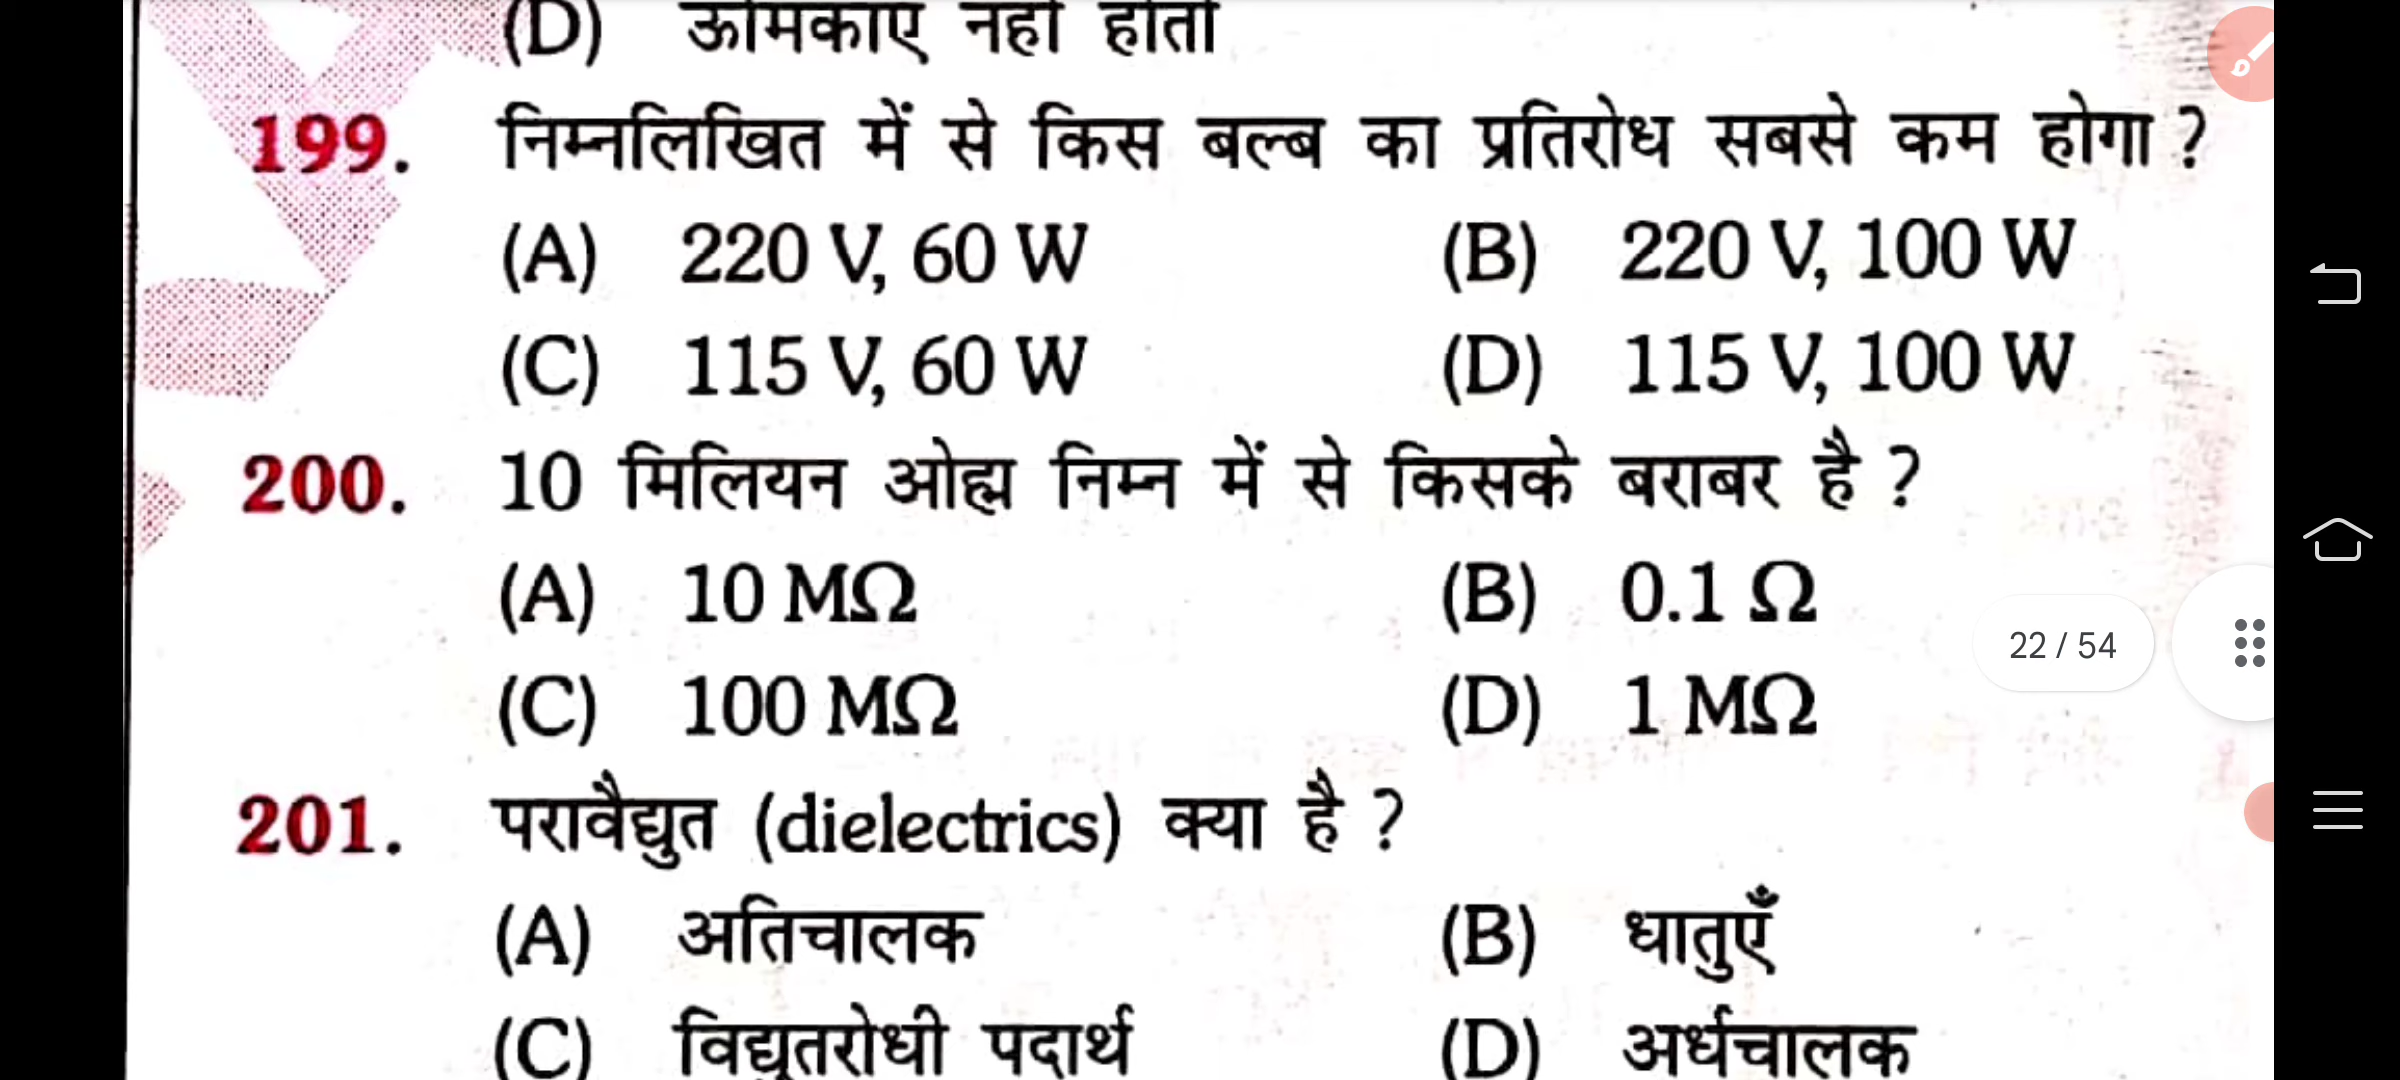 (D) ऊर्मिकाएँ नहीं होतीं
199. निम्नलिखित में से किस बल्ब का प्रतिरोध सबसे कम होगा ?
(A) 220 V, 60 W (B) 220 V, 100 W
(C) 115 V, 60 W (D) 115 V, 100 W
200. 10 मिलियन ओह्म निम्न में से किसके बराबर है ?
(A) 10 MΩ (B) 0.1 Ω
22 / 54
(C) 100 MΩ (D) 1 MΩ
201. परावैद्युत (dielectrics) क्या है ?
(A) अतिचालक (B) धातुएँ
(C) विद्युतरोधी पदार्थ (D) अर्धचालक